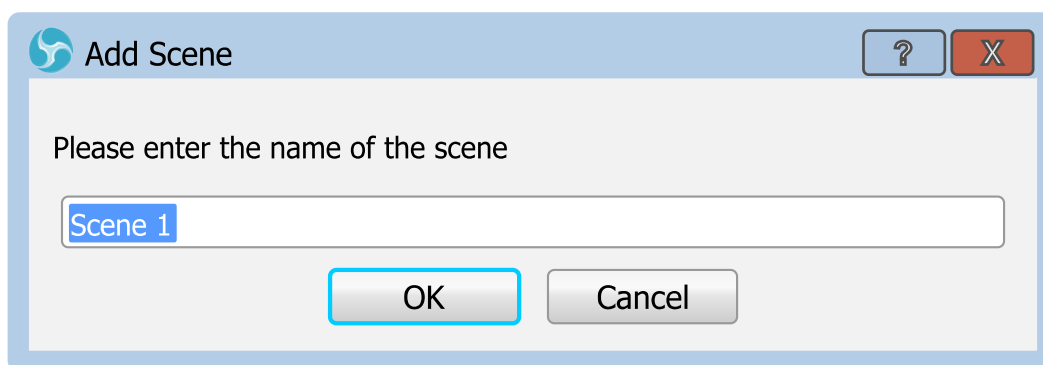 Add Scene
? X
Please enter the name of the scene
Scene 1
OK Cancel